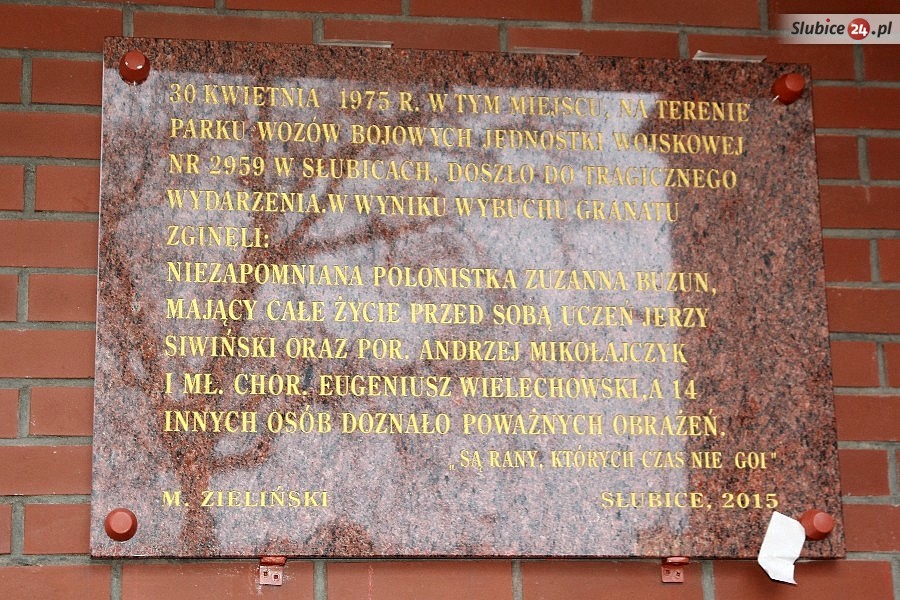 Slubice24.pl
30 KWIETNIA 1975 R. W TYM MIEJSCU, NA TERENIE
PARKU WOZÓW BOJOWYCH JEDNOSTKI WOJSKOWEJ
NR 2959 W SŁUBICACH, DOSZŁO DO TRAGICZNEGO
WYDARZENIA.W WYNIKU WYBUCHU GRANATU
ZGINĘLI:
NIEZAPOMNIANA POLONISTKA ZUZANNA BUZUN,
MAJĄCY CAŁE ŻYCIE PRZED SOBĄ UCZEŃ JERZY
SIWIŃSKI ORAZ POR. ANDRZEJ MIKOŁAJCZYK
I MŁ. CHOR. EUGENIUSZ WIELECHOWSKI,A 14
INNYCH OSÓB DOZNAŁO POWAŻNYCH OBRAŻEŃ.
„SĄ RANY, KTÓRYCH CZAS NIE GOI"
M. ZIELIŃSKI SŁUBICE, 2015